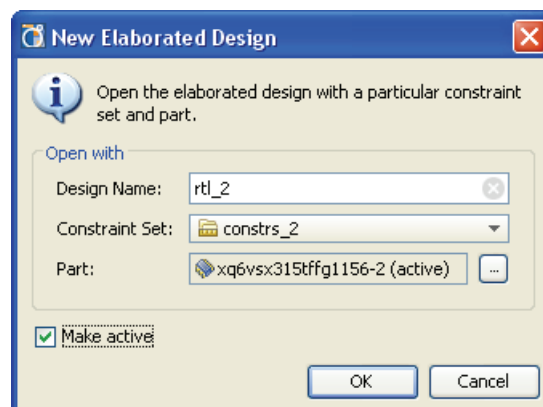 New Elaborated Design
Open the elaborated design with a particular constraint
set and part.
Open with
Design Name: rtl_2
Constraint Set: constrs_2
Part: xq6vsx315tffg1156-2 (active) ...
Make active
OK Cancel